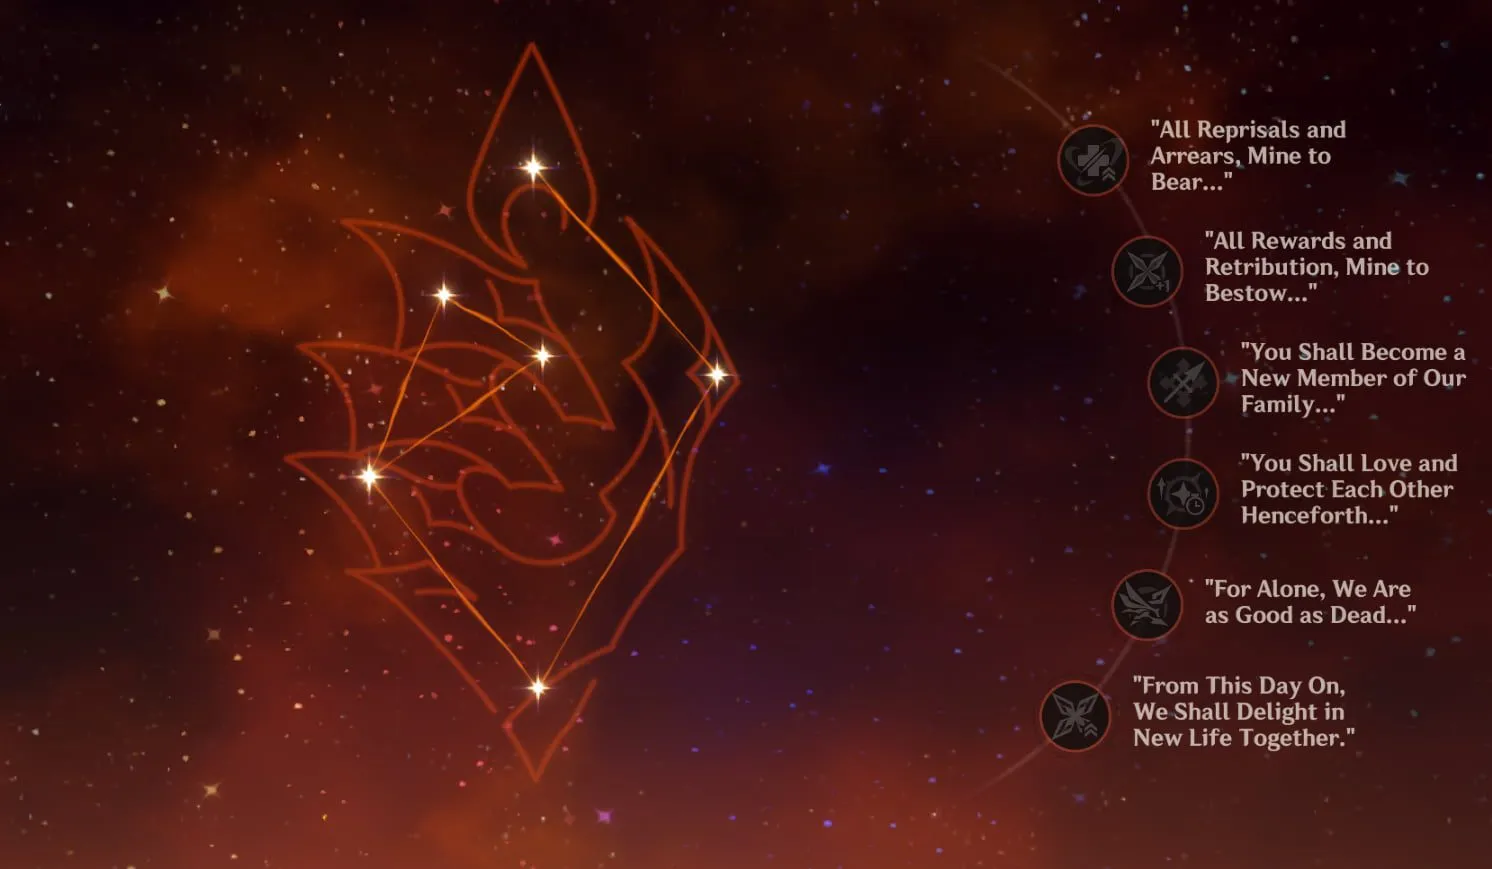 "All Reprisals and
Arrears, Mine to
Bear..."
"All Rewards and
Retribution, Mine to
Bestow..."
+1
"You Shall Become a
New Member of Our
Family..."
"You Shall Love and
Protect Each Other
Henceforth..."
"For Alone, We Are
as Good as Dead..."
"From This Day On,
We Shall Delight in
New Life Together."